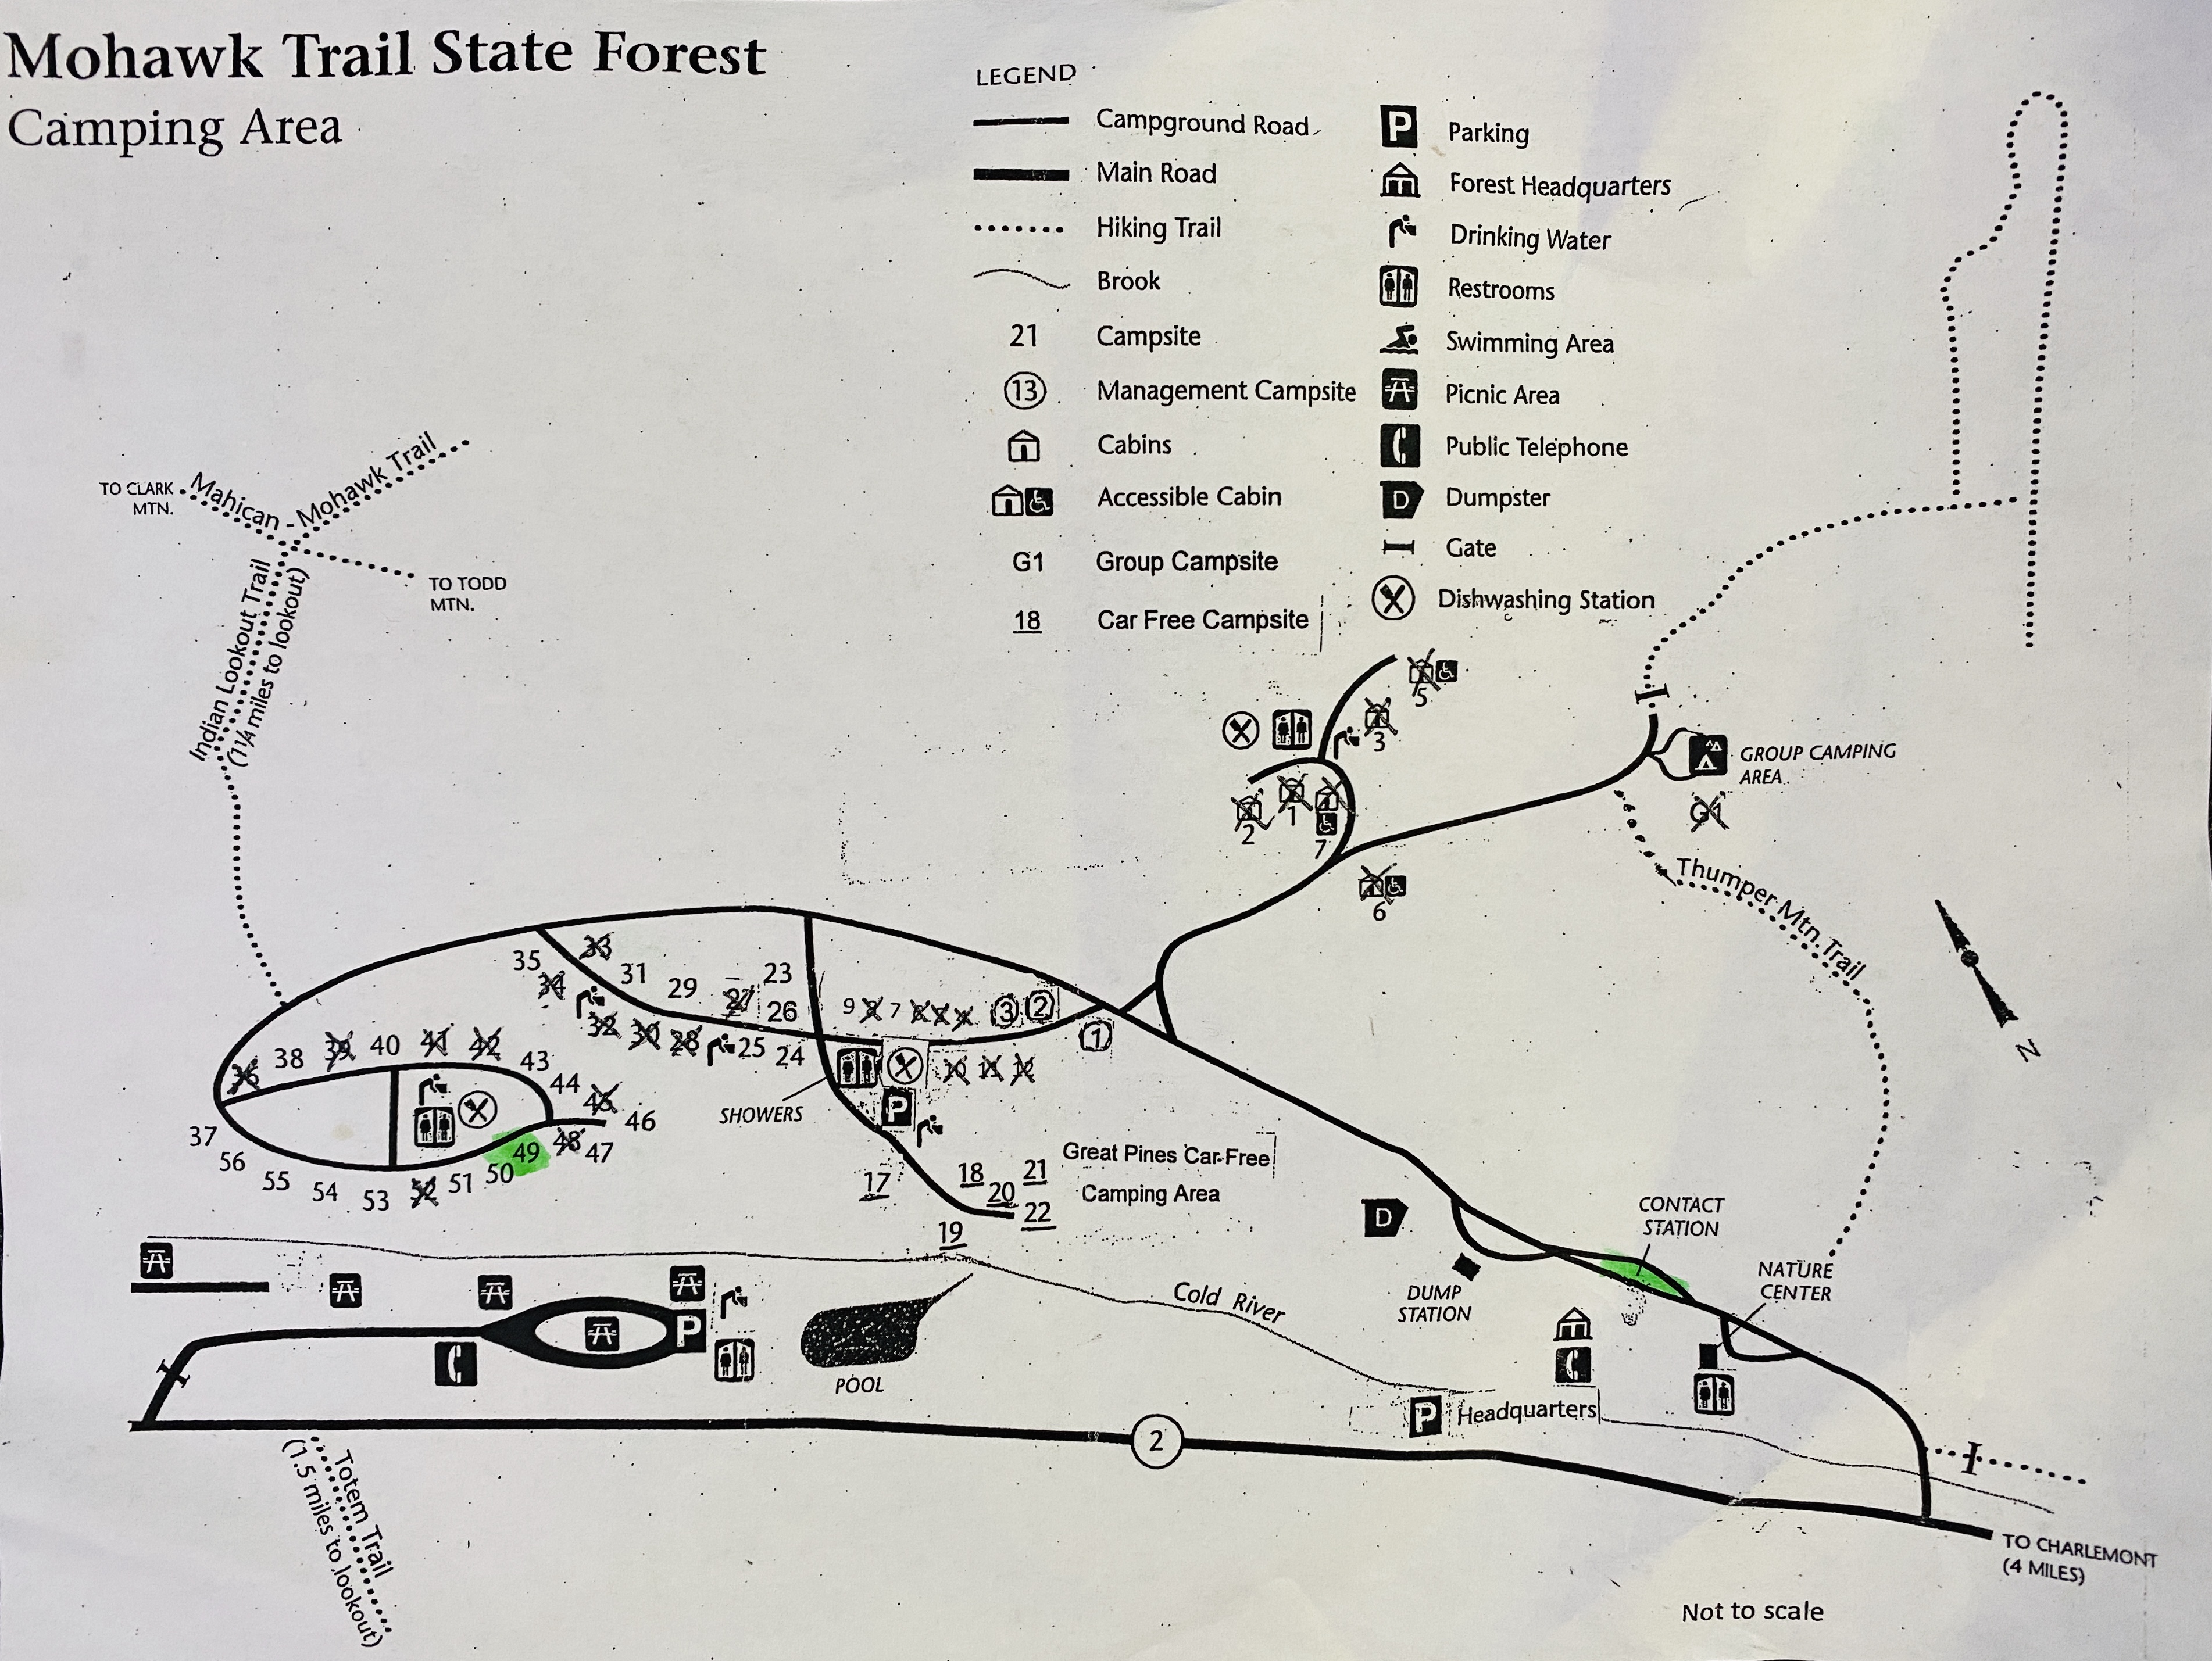 Mohawk Trail State Forest
Camping Area
LEGEND
Campground Road
Main Road
Hiking Trail
Brook
21 Campsite
13 Management Campsite
Cabins
Accessible Cabin
G1 Group Campsite
18 Car Free Campsite
P Parking
Forest Headquarters
Drinking Water
Restrooms
Swimming Area
Picnic Area
Public Telephone
D Dumpster
Gate
Dishwashing Station
TO CLARK
MTN.
Mahican - Mohawk Trail
TO TODD
MTN.
Indian Lookout Trail
(1 1/4 miles to lookout)
5
3
2
1
7
6
GROUP CAMPING
AREA
G1
Thumper Mtn. Trail
N
35
33
34
31
29
27
23
26
32
30
28
25
24
9
8
7
3
2
1
10
11
12
36
38
39
40
41
42
43
44
45
46
47
48
49
50
51
52
53
54
55
56
37
SHOWERS
P
17
18
20
21
22
19
Great Pines Car-Free
Camping Area
D
DUMP
STATION
CONTACT
STATION
NATURE
CENTER
Cold River
P
POOL
P Headquarters
2
Totem Trail
(1.5 miles to lookout)
TO CHARLEMONT
(4 MILES)
Not to scale